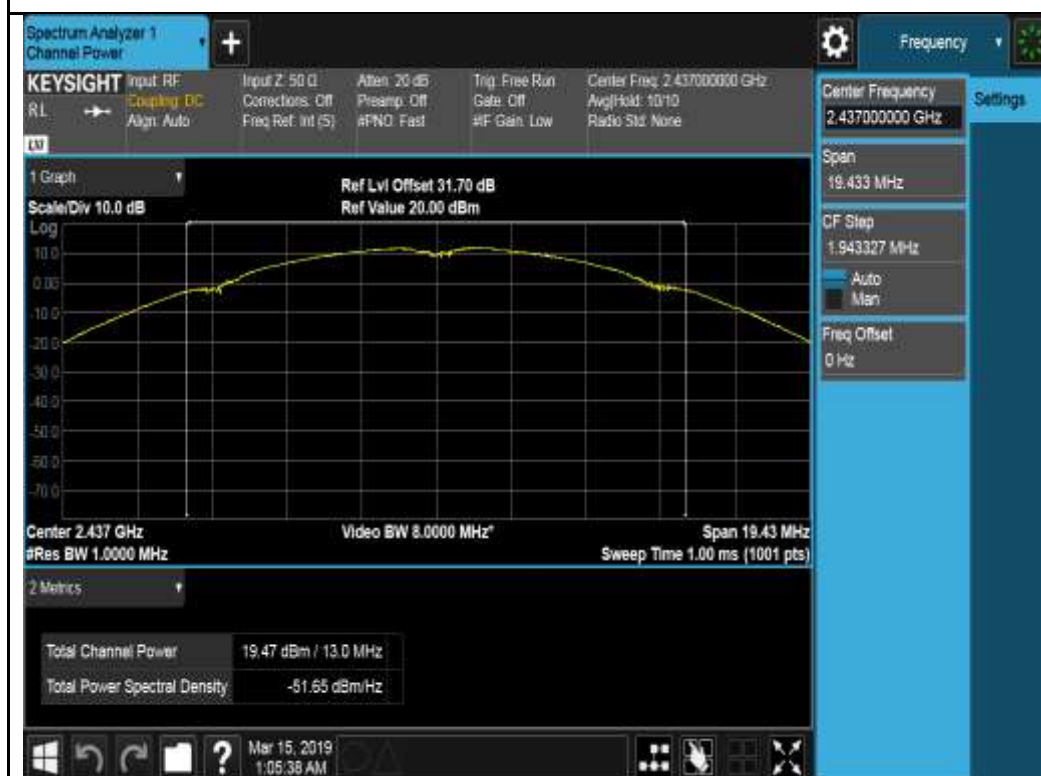 Spectrum Analyzer 1
Channel Power
+
Frequency
KEYSIGHT Input: RF Input Z: 50 Ω Atten: 20 dB Trig: Free Run Center Freq: 2.437000000 GHz
RL Coupling: DC Corrections: Off Preamp: Off Gate: Off Avg|Hold: 10/10
Align: Auto Freq Ref: Int (S) #PNO: Fast #IF Gain: Low Radio Std: None
LXI
Center Frequency
2.437000000 GHz
Settings
Span
19.433 MHz
CF Step
1.943327 MHz
Auto
Man
Freq Offset
0 Hz
1 Graph
Ref Lvl Offset 31.70 dB
Scale/Div 10.0 dB Ref Value 20.00 dBm
Log
10.0
0.00
-10.0
-20.0
-30.0
-40.0
-50.0
-60.0
-70.0
Center 2.437 GHz Video BW 8.0000 MHz* Span 19.43 MHz
#Res BW 1.0000 MHz Sweep Time 1.00 ms (1001 pts)
2 Metrics
Total Channel Power 19.47 dBm / 13.0 MHz
Total Power Spectral Density -51.65 dBm/Hz
? Mar 15, 2019
1:05:38 AM